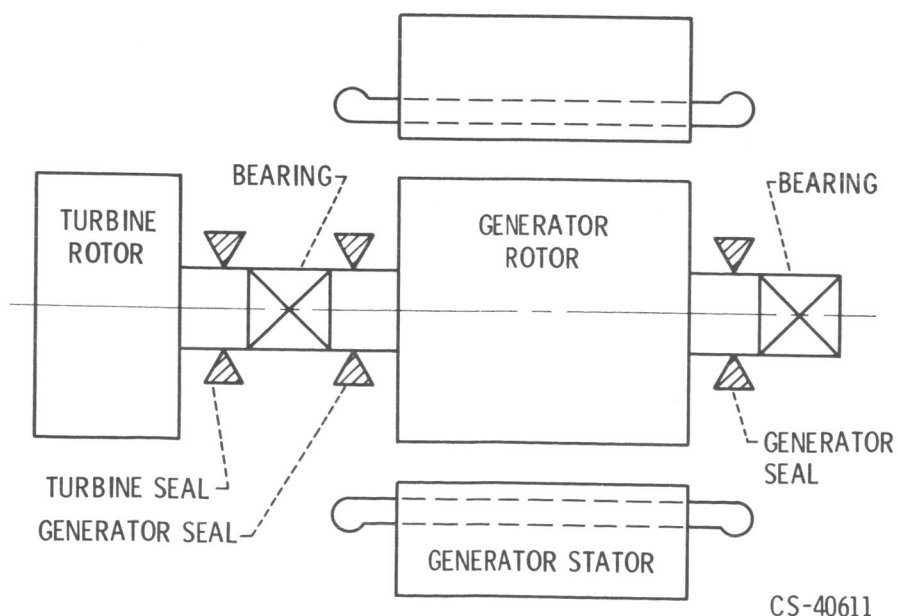 BEARING
BEARING
TURBINE
ROTOR
GENERATOR
ROTOR
TURBINE SEAL
GENERATOR SEAL
GENERATOR
SEAL
GENERATOR STATOR
CS-40611